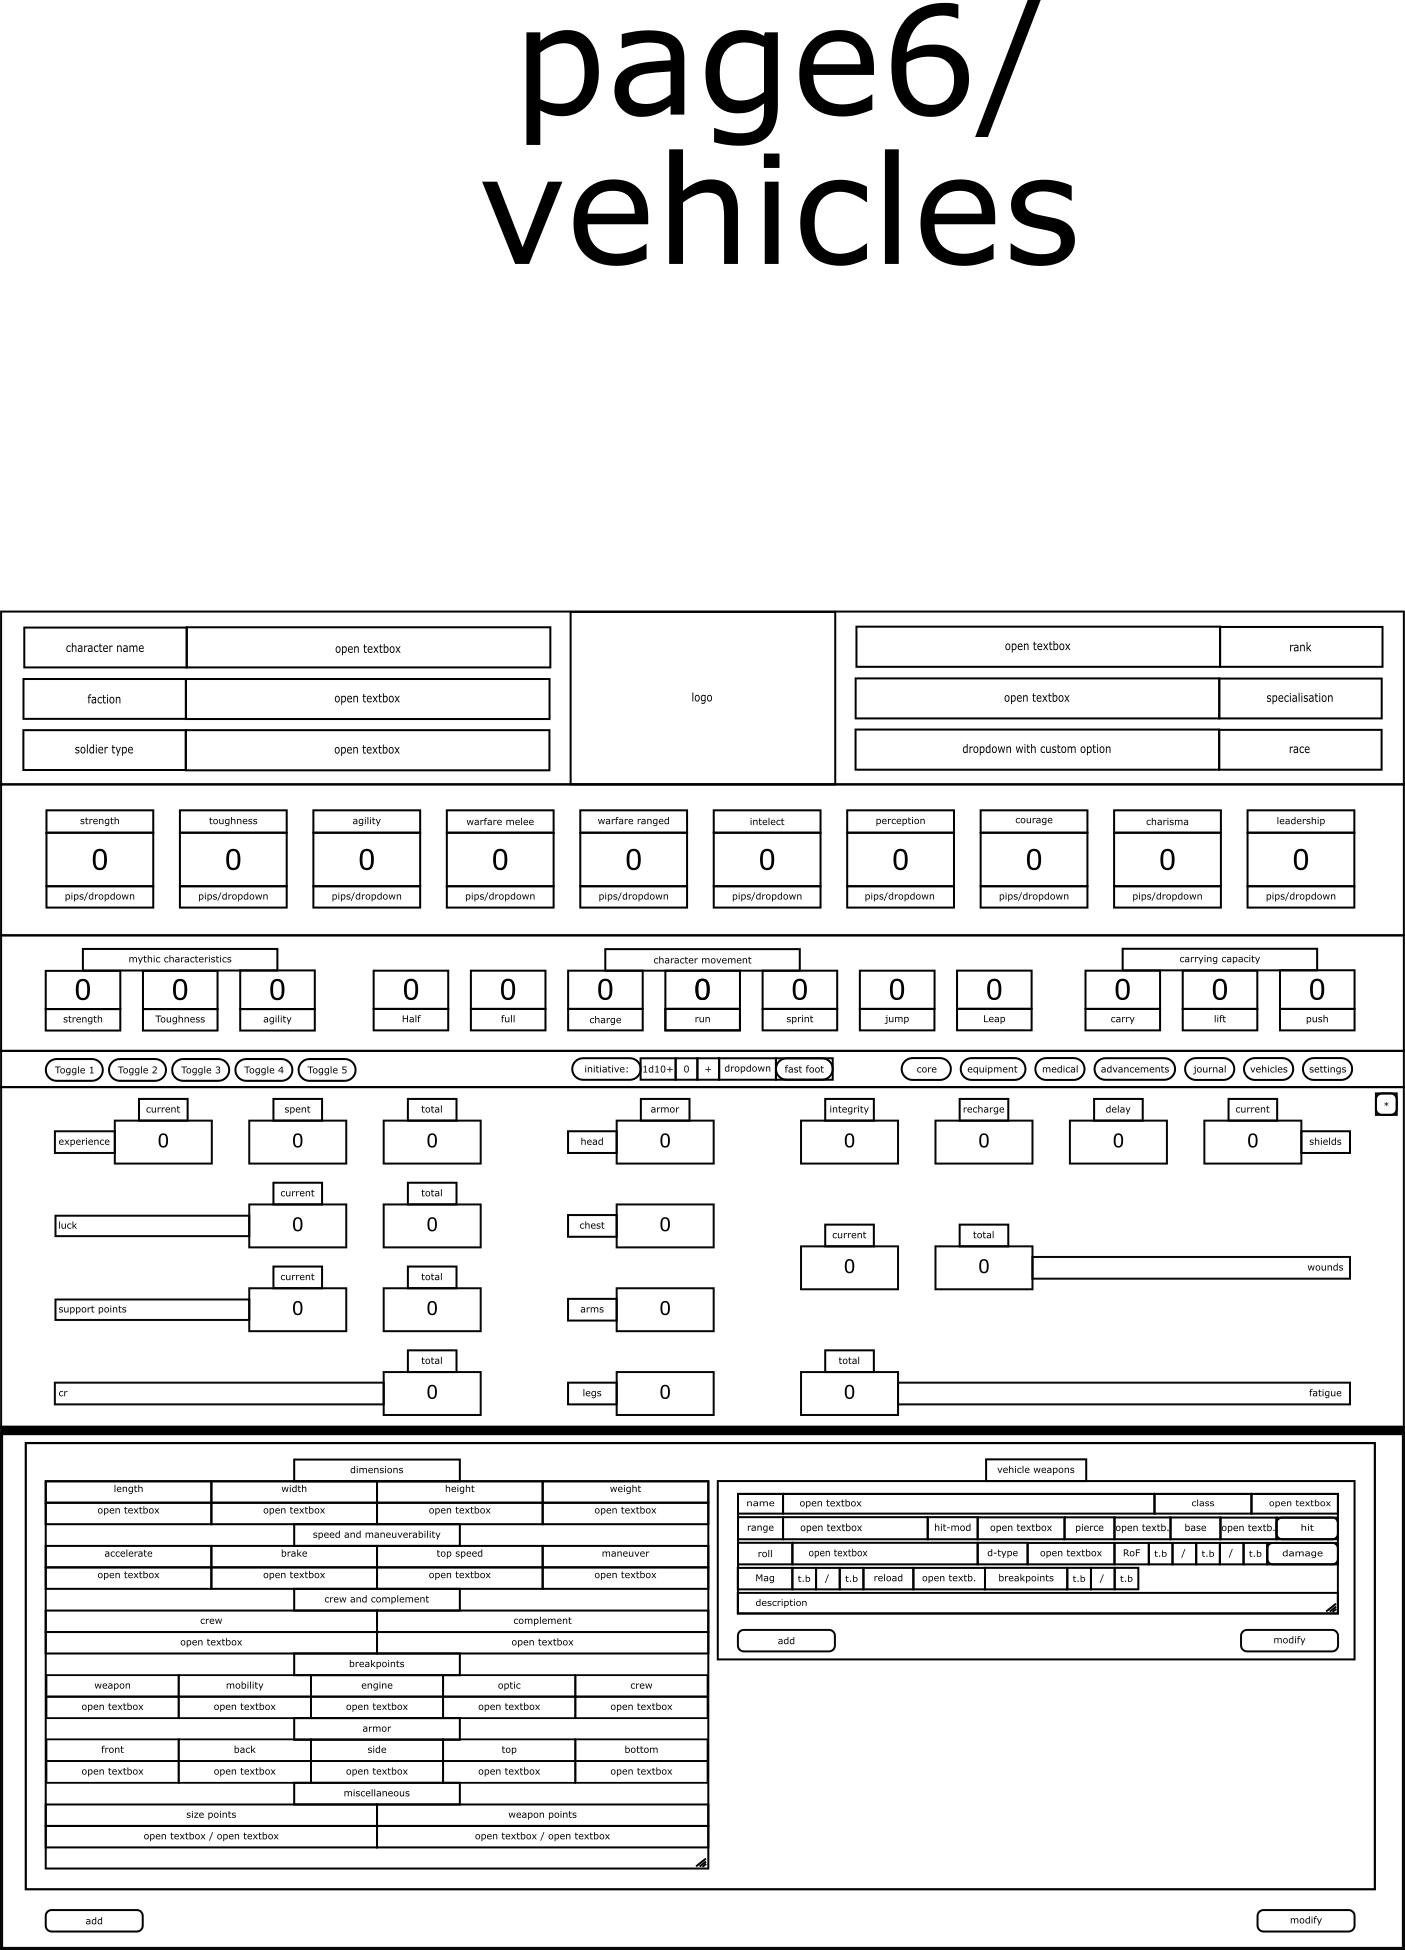 page6/
vehicles
character name open textbox
open textbox rank
faction open textbox
logo
open textbox specialisation
soldier type open textbox
dropdown with custom option race
strength toughness agility warfare melee warfare ranged intelect perception courage charisma leadership
0 0 0 0 0 0 0 0 0 0
pips/dropdown pips/dropdown pips/dropdown pips/dropdown pips/dropdown pips/dropdown pips/dropdown pips/dropdown pips/dropdown pips/dropdown
mythic characteristics character movement carrying capacity
0 0 0 0 0 0 0 0 0 0 0 0 0
strength Toughness agility Half full charge run sprint jump Leap carry lift push
Toggle 1 Toggle 2 Toggle 3 Toggle 4 Toggle 5 initiative: 1d10+ 0 + dropdown fast foot core equipment medical advancements journal vehicles settings
current spent total armor integrity recharge delay current *
experience 0 0 0 head 0 0 0 0 0 shields
current total
luck 0 0 chest 0
current total
0 0 wounds
current total
support points 0 0 arms 0
total total
cr 0 legs 0 0 fatigue
dimensions
length width height weight
open textbox open textbox open textbox open textbox
speed and maneuverability
accelerate brake top speed maneuver
open textbox open textbox open textbox open textbox
crew and complement
crew complement
open textbox open textbox
breakpoints
weapon mobility engine optic crew
open textbox open textbox open textbox open textbox open textbox
armor
front back side top bottom
open textbox open textbox open textbox open textbox open textbox
miscellaneous
size points weapon points
open textbox / open textbox open textbox / open textbox
vehicle weapons
name open textbox class open textbox
range open textbox hit-mod open textbox pierce open textb. base open textb. hit
roll open textbox d-type open textbox RoF t.b / t.b / t.b damage
Mag t.b / t.b reload open textb. breakpoints t.b / t.b
description
add modify
add modify